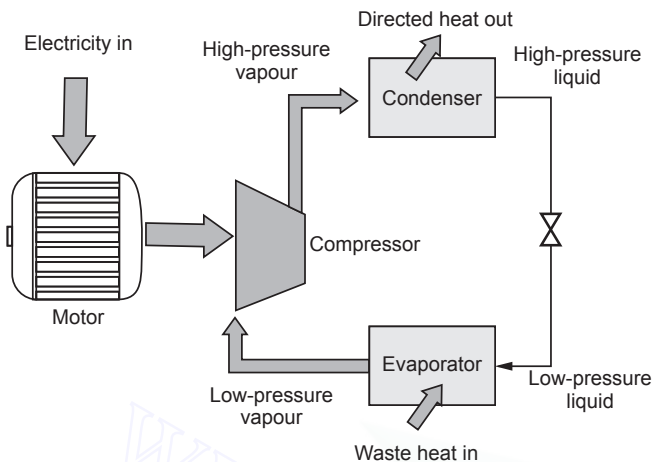 Directed heat out
Electricity in
High-pressure
vapour
High-pressure
liquid
Condenser
Compressor
Motor
Evaporator
Low-pressure
vapour
Low-pressure
liquid
Waste heat in